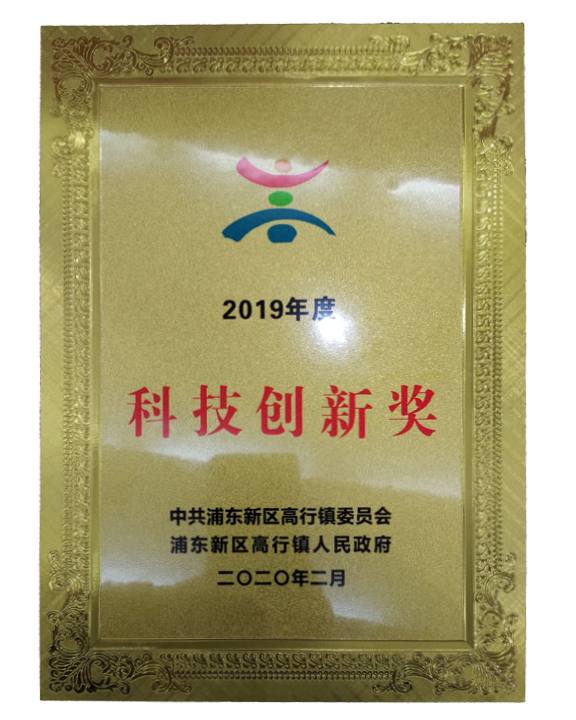 2019年度
科技创新奖
中共浦东新区高行镇委员会
浦东新区高行镇人民政府
二〇二〇年二月